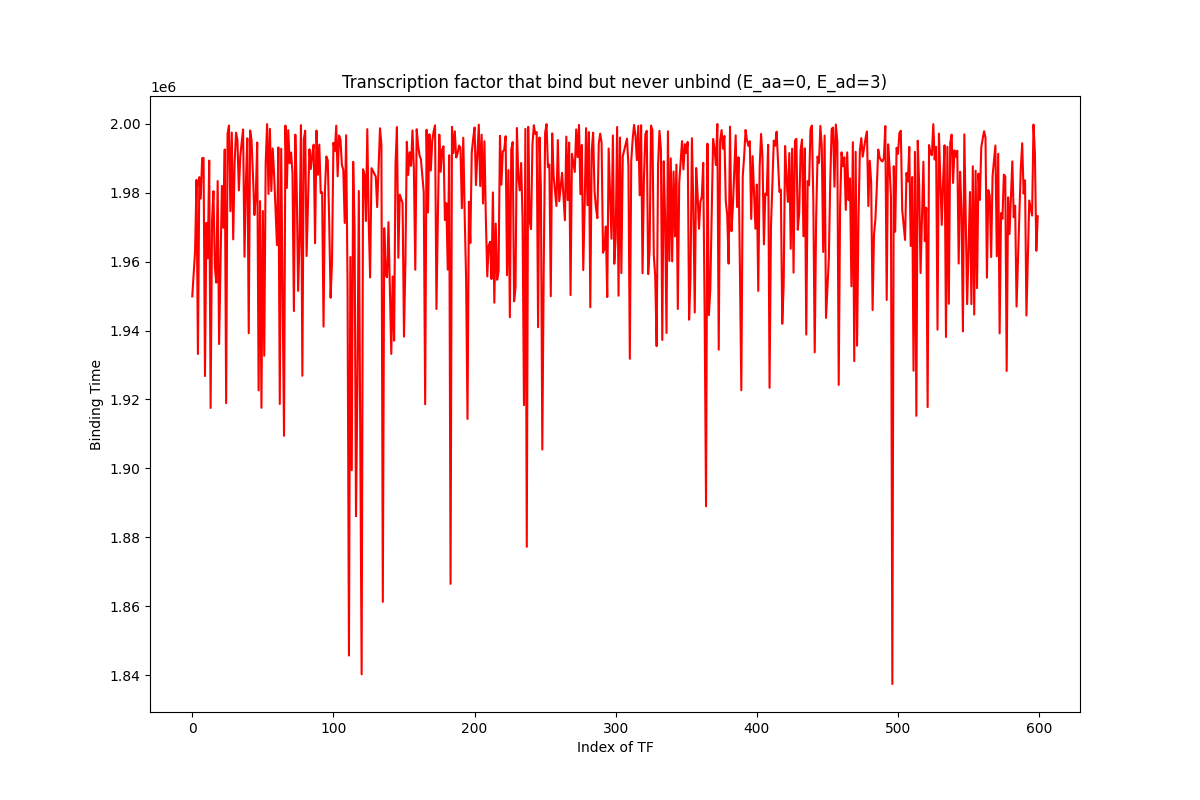 Transcription factor that bind but never unbind (E_aa=0, E_ad=3)
1e6
2.00
1.98
1.96
1.94
1.92
1.90
1.88
1.86
1.84
Binding Time
0 100 200 300 400 500 600
Index of TF